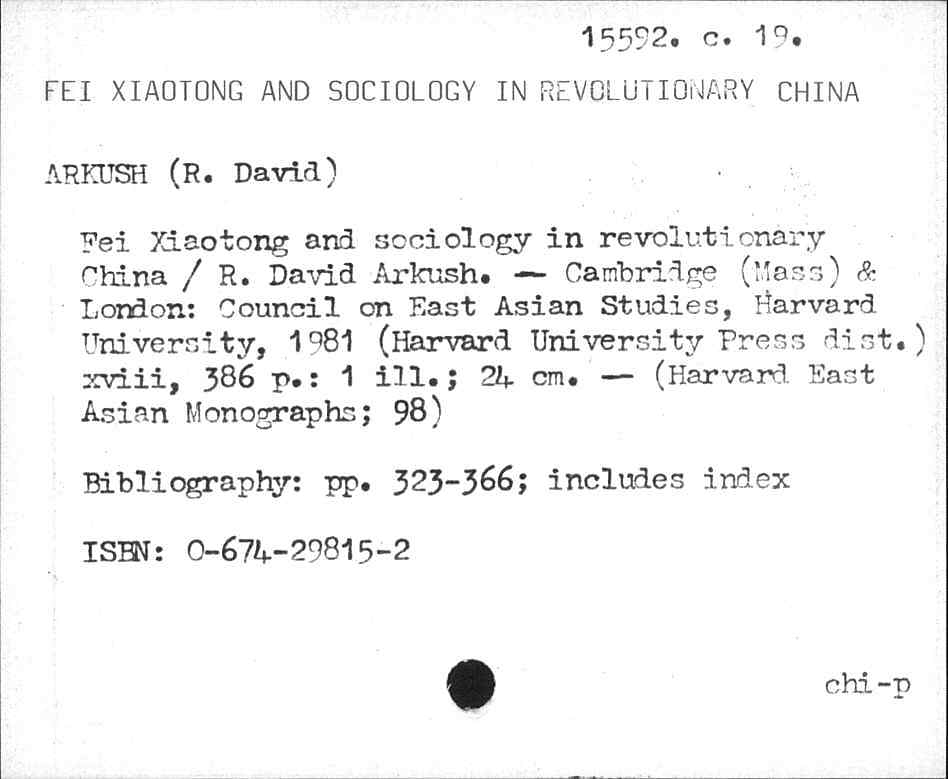 15592. c. 19.
FEI XIAOTONG AND SOCIOLOGY IN REVOLUTIONARY CHINA
ARKUSH (R. David)
Fei Xiaotong and sociology in revolutionary
China / R. David Arkush. — Cambridge (Mass) &
London: Council on East Asian Studies, Harvard
University, 1981 (Harvard University Press dist.)
xviii, 386 p.: 1 ill.; 24 cm. — (Harvard East
Asian Monographs; 98)
Bibliography: pp. 323-366; includes index
ISBN: 0-674-29815-2
chi-p